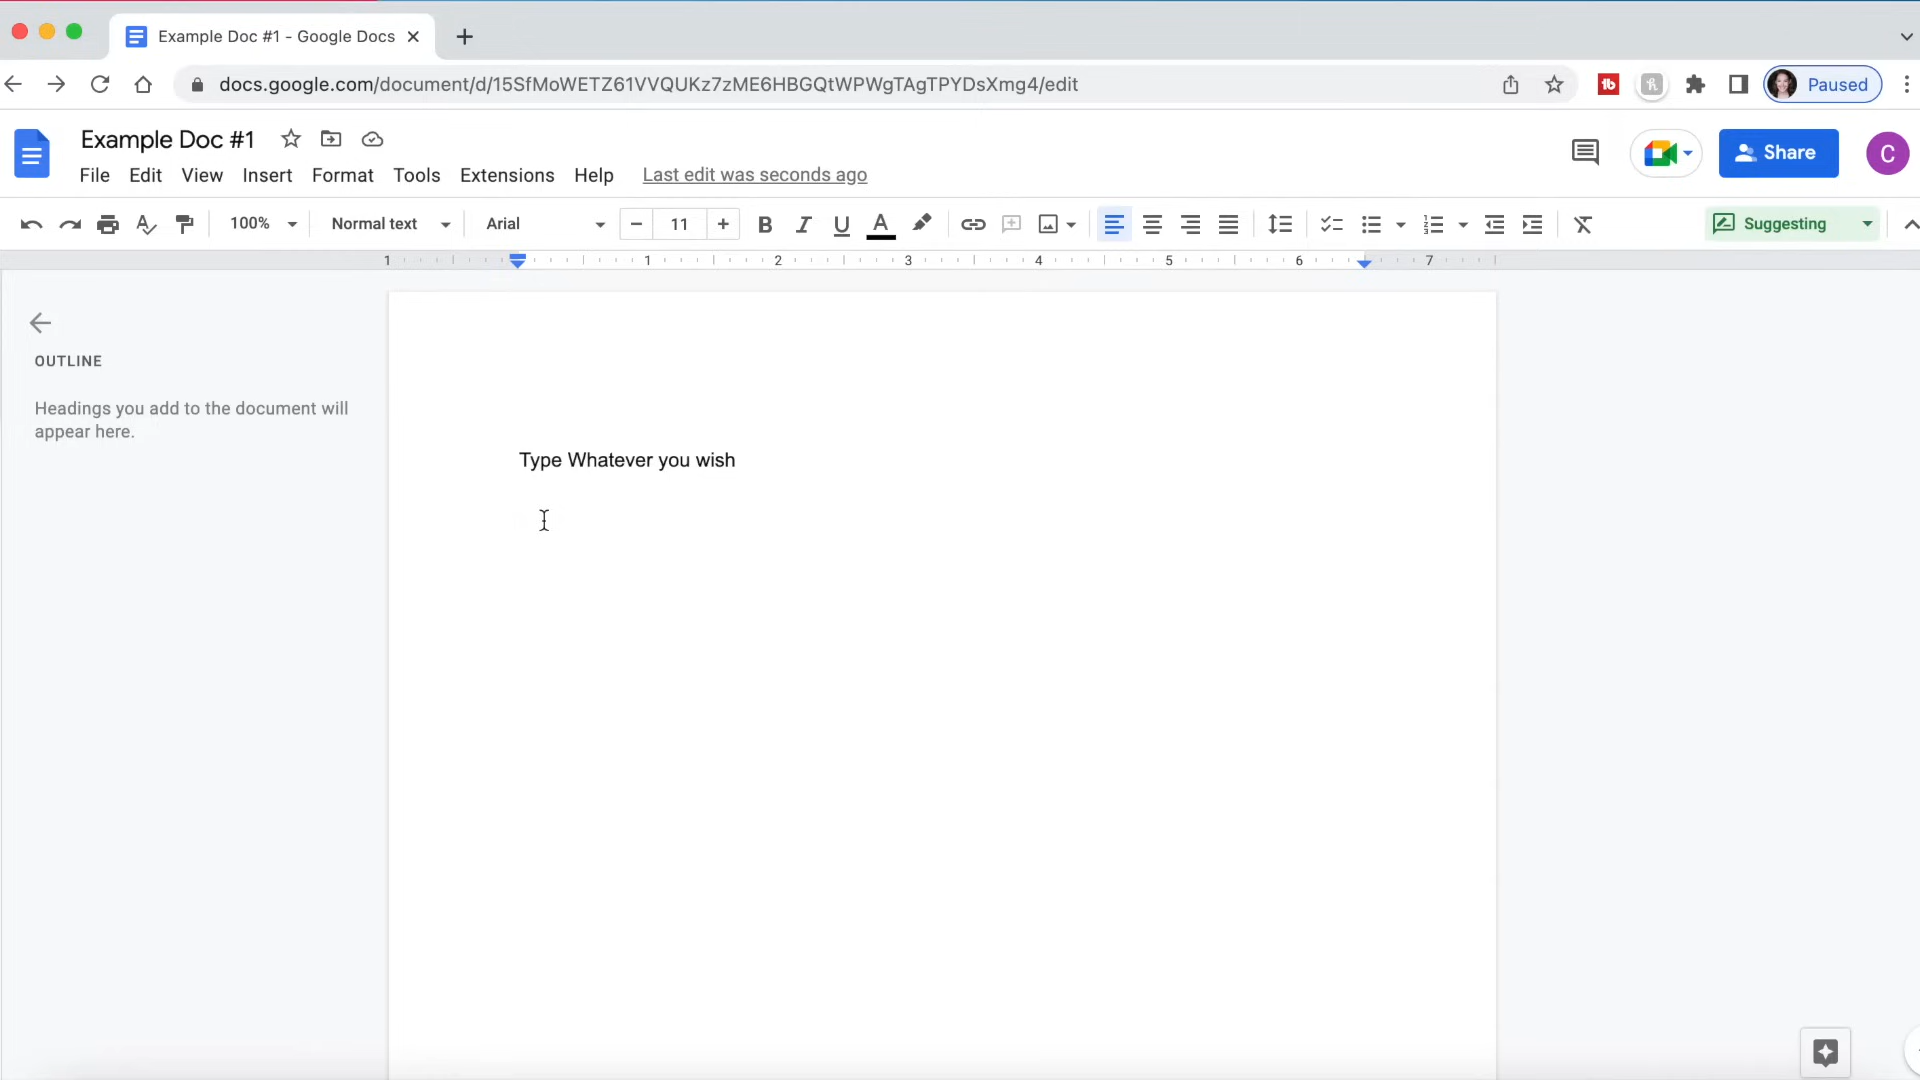 Example Doc #1 - Google Docs
docs.google.com/document/d/15SfMoWETZ61VVQUKz7zME6HBGQtWPWgTAgTPYDsXmg4/edit
Paused
Example Doc #1
Share
C
File Edit View Insert Format Tools Extensions Help Last edit was seconds ago
100% Normal text Arial 11 B I U A Suggesting
1 1 2 3 4 5 6 7
OUTLINE
Headings you add to the document will
appear here.
Type Whatever you wish